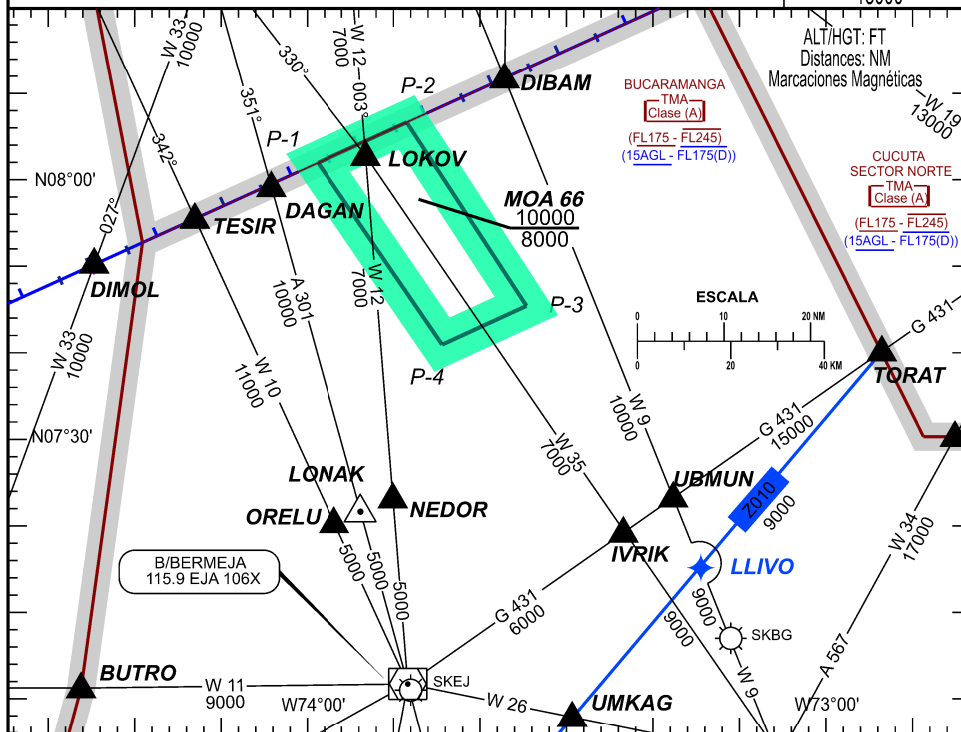 10000
W 33
10000
330°
W 12
7000
003°
P-2
DIBAM
ALT/HGT: FT
Distances: NM
Marcaciones Magnéticas
W 19
13000
BUCARAMANGA
TMA
Clase (A)
(FL175 - FL245)
(15AGL - FL175(D))
351°
342°
P-1
LOKOV
N08°00'
CUCUTA
SECTOR NORTE
TMA
Clase (A)
(FL175 - FL245)
(15AGL - FL175(D))
MOA 66
10000
8000
027°
TESIR
DAGAN
DIMOL
W 12
7000
A 301
10000
ESCALA
0
10
20 NM
0
20
40 KM
P-3
G 431
W 33
10000
P-4
TORAT
W 10
11000
W 9
10000
G 431
15000
N07°30'
W 35
7000
LONAK
UBMUN
NEDOR
ORELU
Z010
9000
W 34
17000
IVRIK
LLIVO
5000
5000
5000
B/BERMEJA
115.9 EJA 106X
G 431
6000
9000
9000
SKBG
A 567
BUTRO
SKEJ
W 11
9000
W74°00'
W 26
UMKAG
W 9
W73°00'